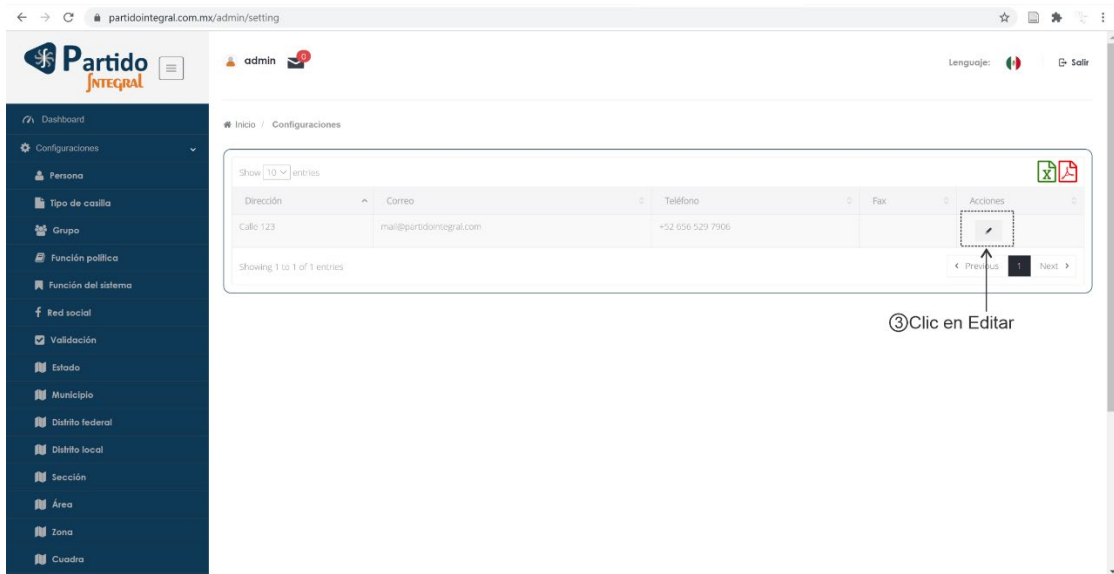 partidointegral.com.mx/admin/setting
Partido
INTEGRAL
admin 0
Lenguaje: Salir
Dashboard
Inicio / Configuraciones
Configuraciones
Persona
Tipo de casilla
Grupo
Función política
Función del sistema
Red social
Validación
Estado
Municipio
Distrito federal
Distrito local
Sección
Área
Zona
Cuadra
Show 10 entries
Dirección Correo Teléfono Fax Acciones
Calle 123 mail@partidointegral.com +52 656 529 7906
Showing 1 to 1 of 1 entries
Previous 1 Next
③Clic en Editar